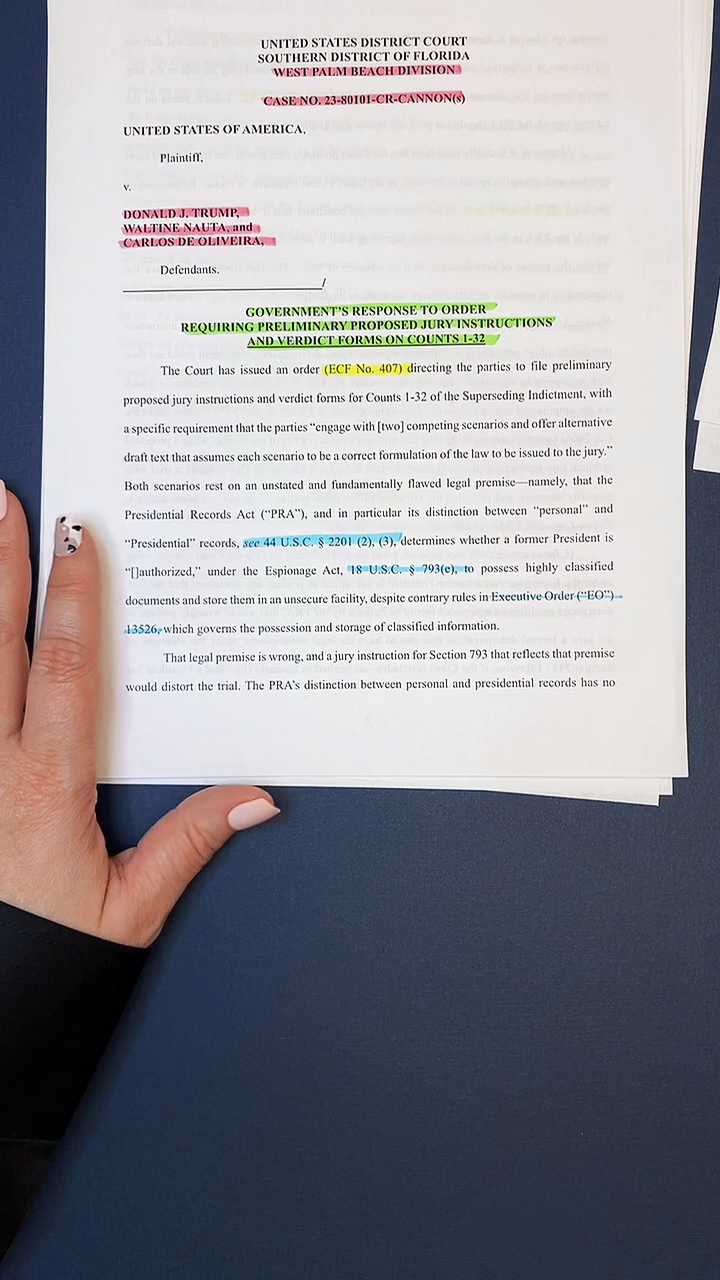 UNITED STATES DISTRICT COURT
SOUTHERN DISTRICT OF FLORIDA
WEST PALM BEACH DIVISION
CASE NO. 23-80101-CR-CANNON(s)
UNITED STATES OF AMERICA,
Plaintiff,
v.
DONALD J. TRUMP,
WALTINE NAUTA, and
CARLOS DE OLIVEIRA,
Defendants.
________________________________/
GOVERNMENT'S RESPONSE TO ORDER
REQUIRING PRELIMINARY PROPOSED JURY INSTRUCTIONS
AND VERDICT FORMS ON COUNTS 1-32
The Court has issued an order (ECF No. 407) directing the parties to file preliminary
proposed jury instructions and verdict forms for Counts 1-32 of the Superseding Indictment, with
a specific requirement that the parties “engage with [two] competing scenarios and offer alternative
draft text that assumes each scenario to be a correct formulation of the law to be issued to the jury.”
Both scenarios rest on an unstated and fundamentally flawed legal premise—namely, that the
Presidential Records Act (“PRA”), and in particular its distinction between “personal” and
“Presidential” records, see 44 U.S.C. § 2201 (2), (3), determines whether a former President is
“[]authorized,” under the Espionage Act, 18 U.S.C. § 793(e), to possess highly classified
documents and store them in an unsecure facility, despite contrary rules in Executive Order (“EO”)
13526, which governs the possession and storage of classified information.
That legal premise is wrong, and a jury instruction for Section 793 that reflects that premise
would distort the trial. The PRA's distinction between personal and presidential records has no